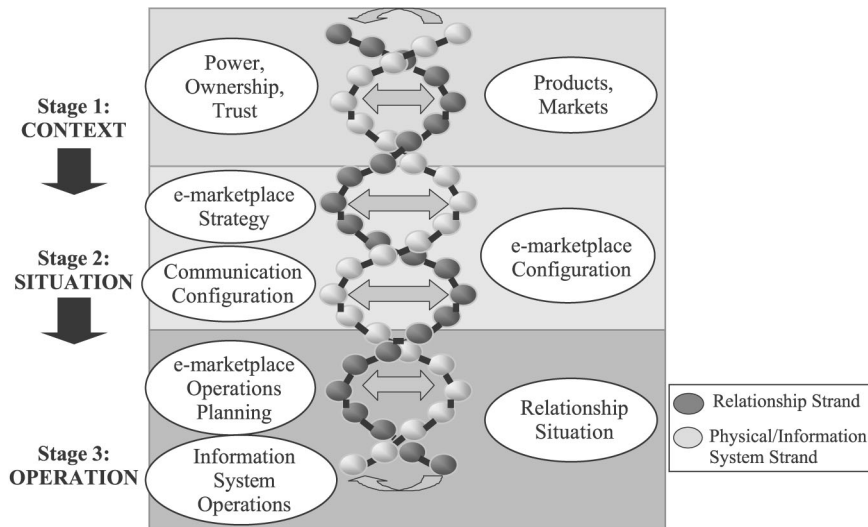 Stage 1:
CONTEXT
Power,
Ownership,
Trust
Products,
Markets
Stage 2:
SITUATION
e-marketplace
Strategy
Communication
Configuration
e-marketplace
Configuration
Stage 3:
OPERATION
e-marketplace
Operations
Planning
Information
System
Operations
Relationship
Situation
Relationship Strand
Physical/Information
System Strand